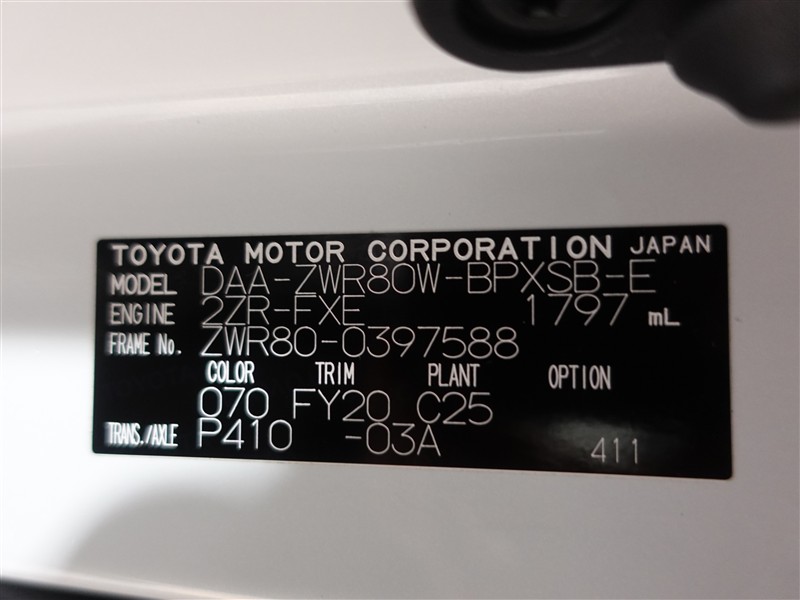 TOYOTA MOTOR CORPORATION JAPAN
MODEL DAA-ZWR80W-BPXSB-E
ENGINE 2ZR-FXE 1797 mL
FRAME No. ZWR80-0397588
COLOR TRIM PLANT OPTION
070 FY20 C25
TRANS./AXLE P410 -03A
411